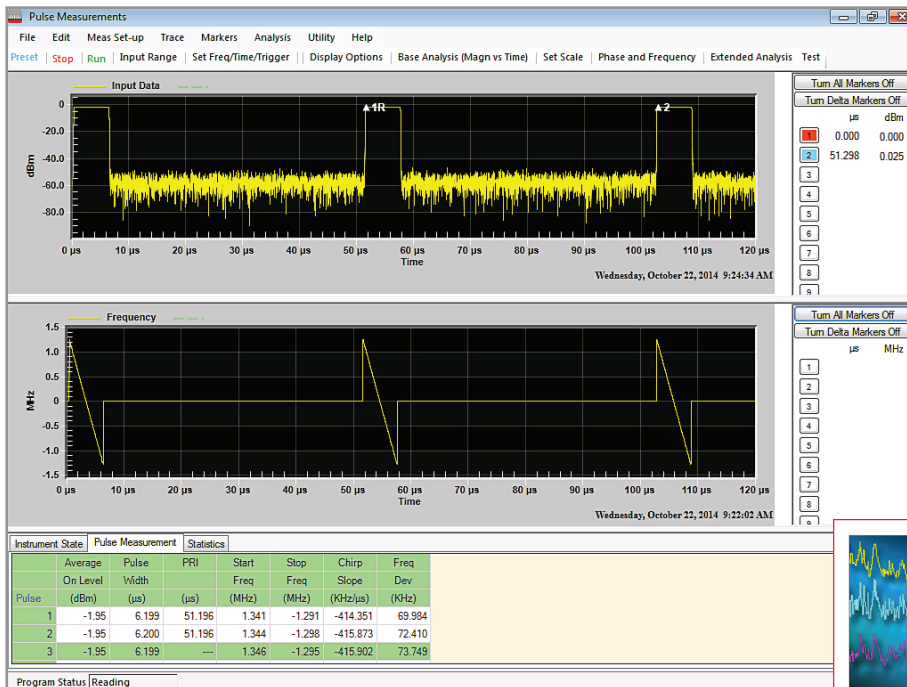 Pulse Measurements
File Edit Meas Set-up Trace Markers Analysis Utility Help
Preset Stop Run Input Range Set Freq/Time/Trigger Display Options Base Analysis (Magn vs Time) Set Scale Phase and Frequency Extended Analysis Test
Input Data
dBm
0
-20.0
-40.0
-60.0
-80.0
1R
2
0 µs 10 µs 20 µs 30 µs 40 µs 50 µs 60 µs 70 µs 80 µs 90 µs 100 µs 110 µs 120 µs
Time
Wednesday, October 22, 2014 9:24:34 AM
Turn All Markers Off
Turn Delta Markers Off
µs dBm
1 0.000 0.000
2 51.298 0.025
3
4
5
6
7
8
9
Frequency
MHz
1.5
1.0
0.5
0
-0.5
-1.0
-1.5
0 µs 10 µs 20 µs 30 µs 40 µs 50 µs 60 µs 70 µs 80 µs 90 µs 100 µs 110 µs 120 µs
Time
Wednesday, October 22, 2014 9:22:02 AM
Turn All Markers Off
Turn Delta Markers Off
µs MHz
1
2
3
4
5
6
7
8
9
Instrument State Pulse Measurement Statistics
Average Pulse PRI Start Stop Chirp Freq
On Level Width Freq Freq Slope Dev
Pulse (dBm) (µs) (µs) (MHz) (MHz) (KHz/µs) (KHz)
1 -1.95 6.199 51.196 1.341 -1.291 -414.351 69.984
2 -1.95 6.200 51.196 1.344 -1.298 -415.873 72.410
3 -1.95 6.199 --- 1.346 -1.295 -415.902 73.749
Program Status Reading